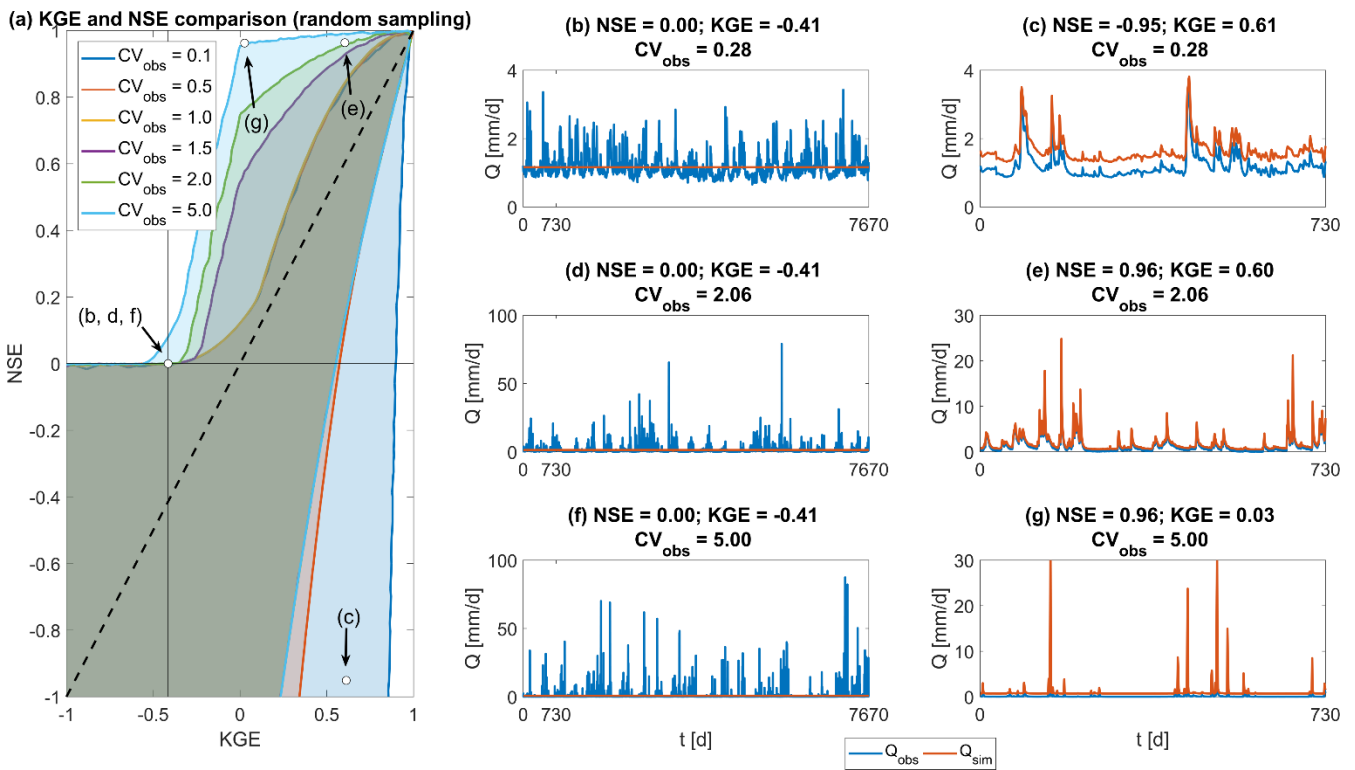 (a) KGE and NSE comparison (random sampling)
1
0.8
0.6
0.4
0.2
0
-0.2
-0.4
-0.6
-0.8
-1
NSE
-1
-0.5
0
0.5
1
KGE
CVobs = 0.1
CVobs = 0.5
CVobs = 1.0
CVobs = 1.5
CVobs = 2.0
CVobs = 5.0
(g)
(e)
(b, d, f)
(c)
(b) NSE = 0.00; KGE = -0.41
CVobs = 0.28
4
2
0
Q [mm/d]
0 730 7670
(c) NSE = -0.95; KGE = 0.61
CVobs = 0.28
4
2
0
Q [mm/d]
0 730
(d) NSE = 0.00; KGE = -0.41
CVobs = 2.06
100
50
0
Q [mm/d]
0 730 7670
(e) NSE = 0.96; KGE = 0.60
CVobs = 2.06
30
20
10
0
Q [mm/d]
0 730
(f) NSE = 0.00; KGE = -0.41
CVobs = 5.00
100
50
0
Q [mm/d]
0 730 7670
t [d]
(g) NSE = 0.96; KGE = 0.03
CVobs = 5.00
30
20
10
0
Q [mm/d]
0 730
t [d]
Qobs Qsim